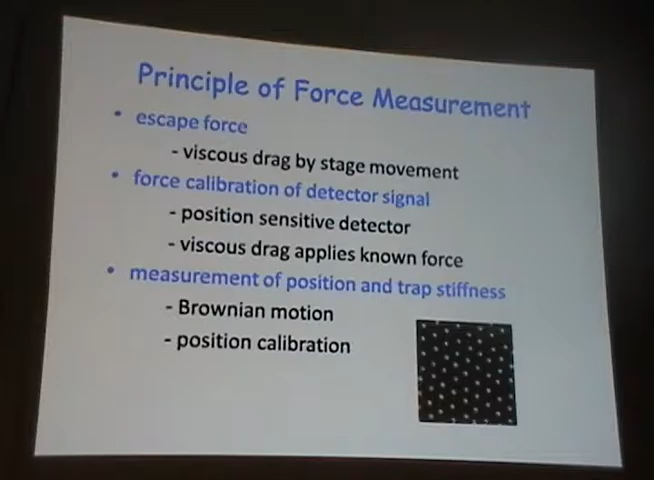 Principle of Force Measurement
• escape force
- viscous drag by stage movement
• force calibration of detector signal
- position sensitive detector
- viscous drag applies known force
• measurement of position and trap stiffness
- Brownian motion
- position calibration